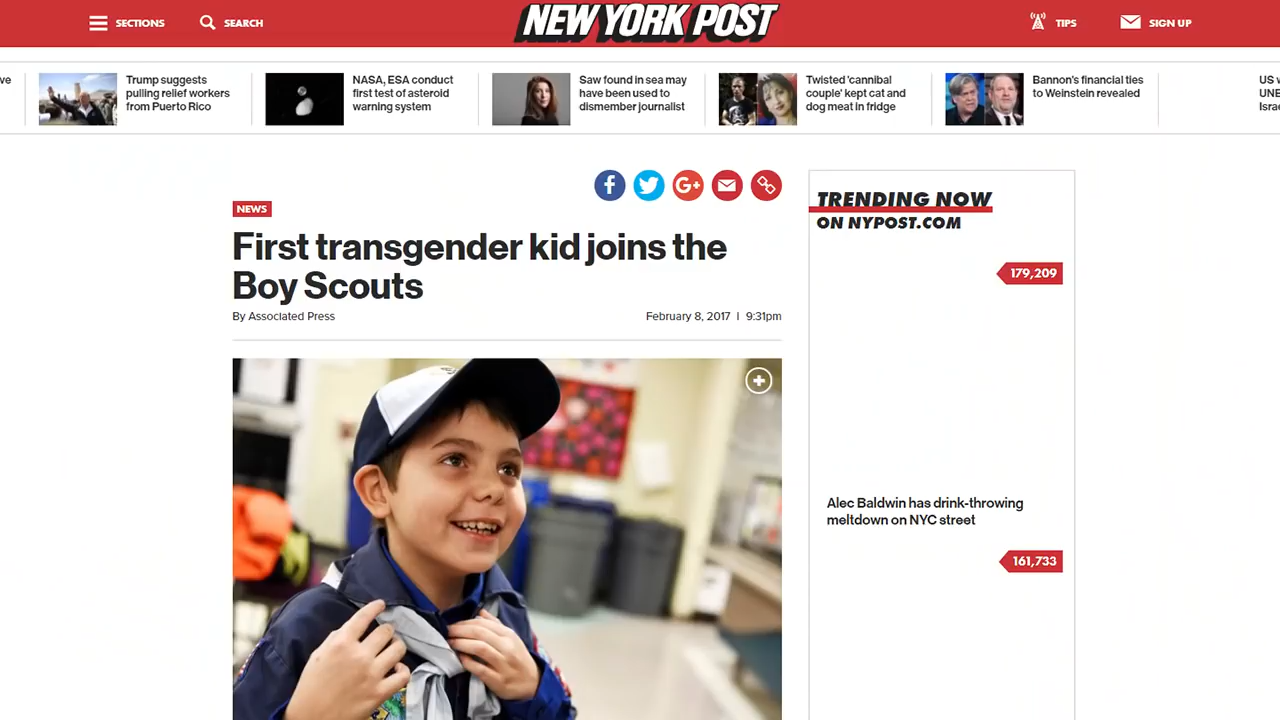 SECTIONS
SEARCH
NEW YORK POST
TIPS
SIGN UP
ve
Trump suggests
pulling relief workers
from Puerto Rico
NASA, ESA conduct
first test of asteroid
warning system
Saw found in sea may
have been used to
dismember journalist
Twisted 'cannibal
couple' kept cat and
dog meat in fridge
Bannon's financial ties
to Weinstein revealed
US
UNE
Isra
NEWS
First transgender kid joins the
Boy Scouts
By Associated Press
February 8, 2017 | 9:31pm
TRENDING NOW
ON NYPOST.COM
179,209
Alec Baldwin has drink-throwing
meltdown on NYC street
161,733